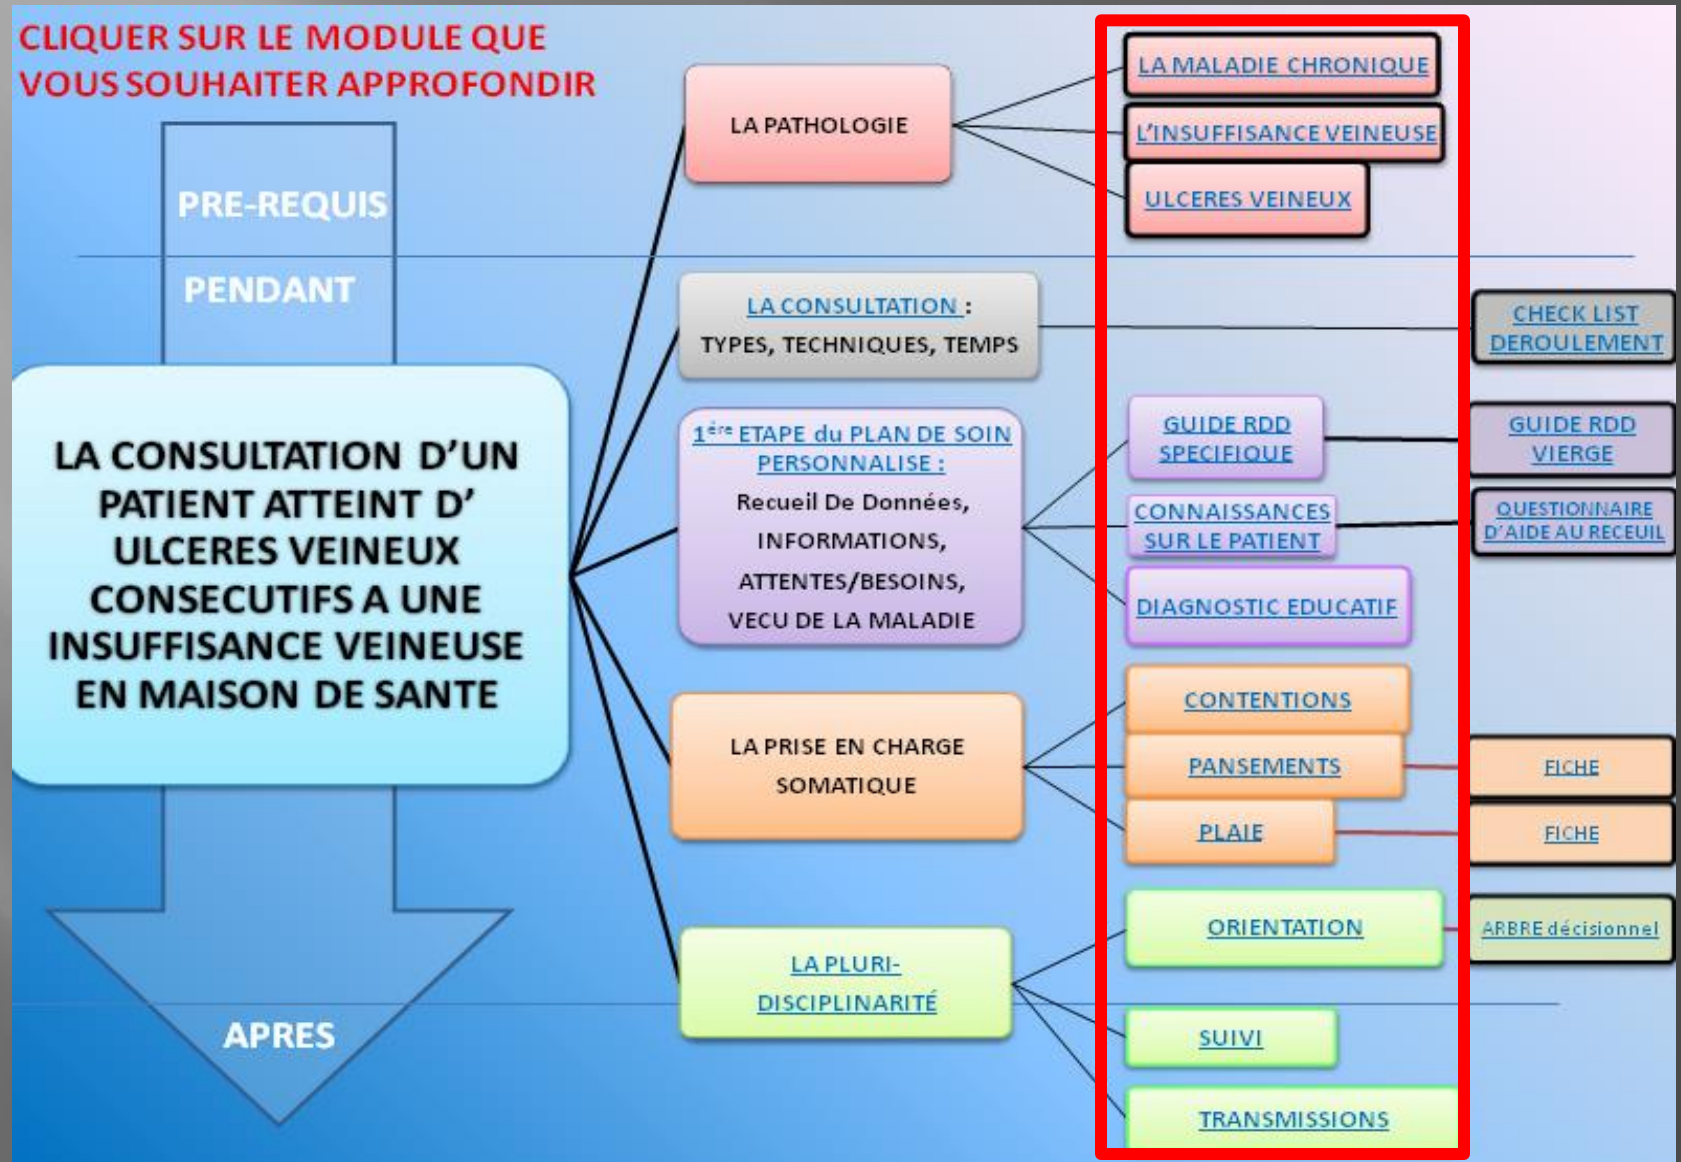 CLIQUER SUR LE MODULE QUE
VOUS SOUHAITER APPROFONDIR
PRE-REQUIS
PENDANT
LA CONSULTATION D'UN
PATIENT ATTEINT D'
ULCERES VEINEUX
CONSECUTIFS A UNE
INSUFFISANCE VEINEUSE
EN MAISON DE SANTE
APRES
LA PATHOLOGIE
LA MALADIE CHRONIQUE
L'INSUFFISANCE VEINEUSE
ULCERES VEINEUX
LA CONSULTATION :
TYPES, TECHNIQUES, TEMPS
CHECK LIST
DEROULEMENT
1ére ETAPE du PLAN DE SOIN
PERSONNALISE :
Recueil De Données,
INFORMATIONS,
ATTENTES/BESOINS,
VECU DE LA MALADIE
GUIDE RDD
SPECIFIQUE
GUIDE RDD
VIERGE
CONNAISSANCES
SUR LE PATIENT
QUESTIONNAIRE
D'AIDE AU RECEUIL
DIAGNOSTIC EDUCATIF
LA PRISE EN CHARGE
SOMATIQUE
CONTENTIONS
PANSEMENTS
FICHE
PLAIE
FICHE
LA PLURI-
DISCIPLINARITÉ
ORIENTATION
ARBRE décisionnel
SUIVI
TRANSMISSIONS